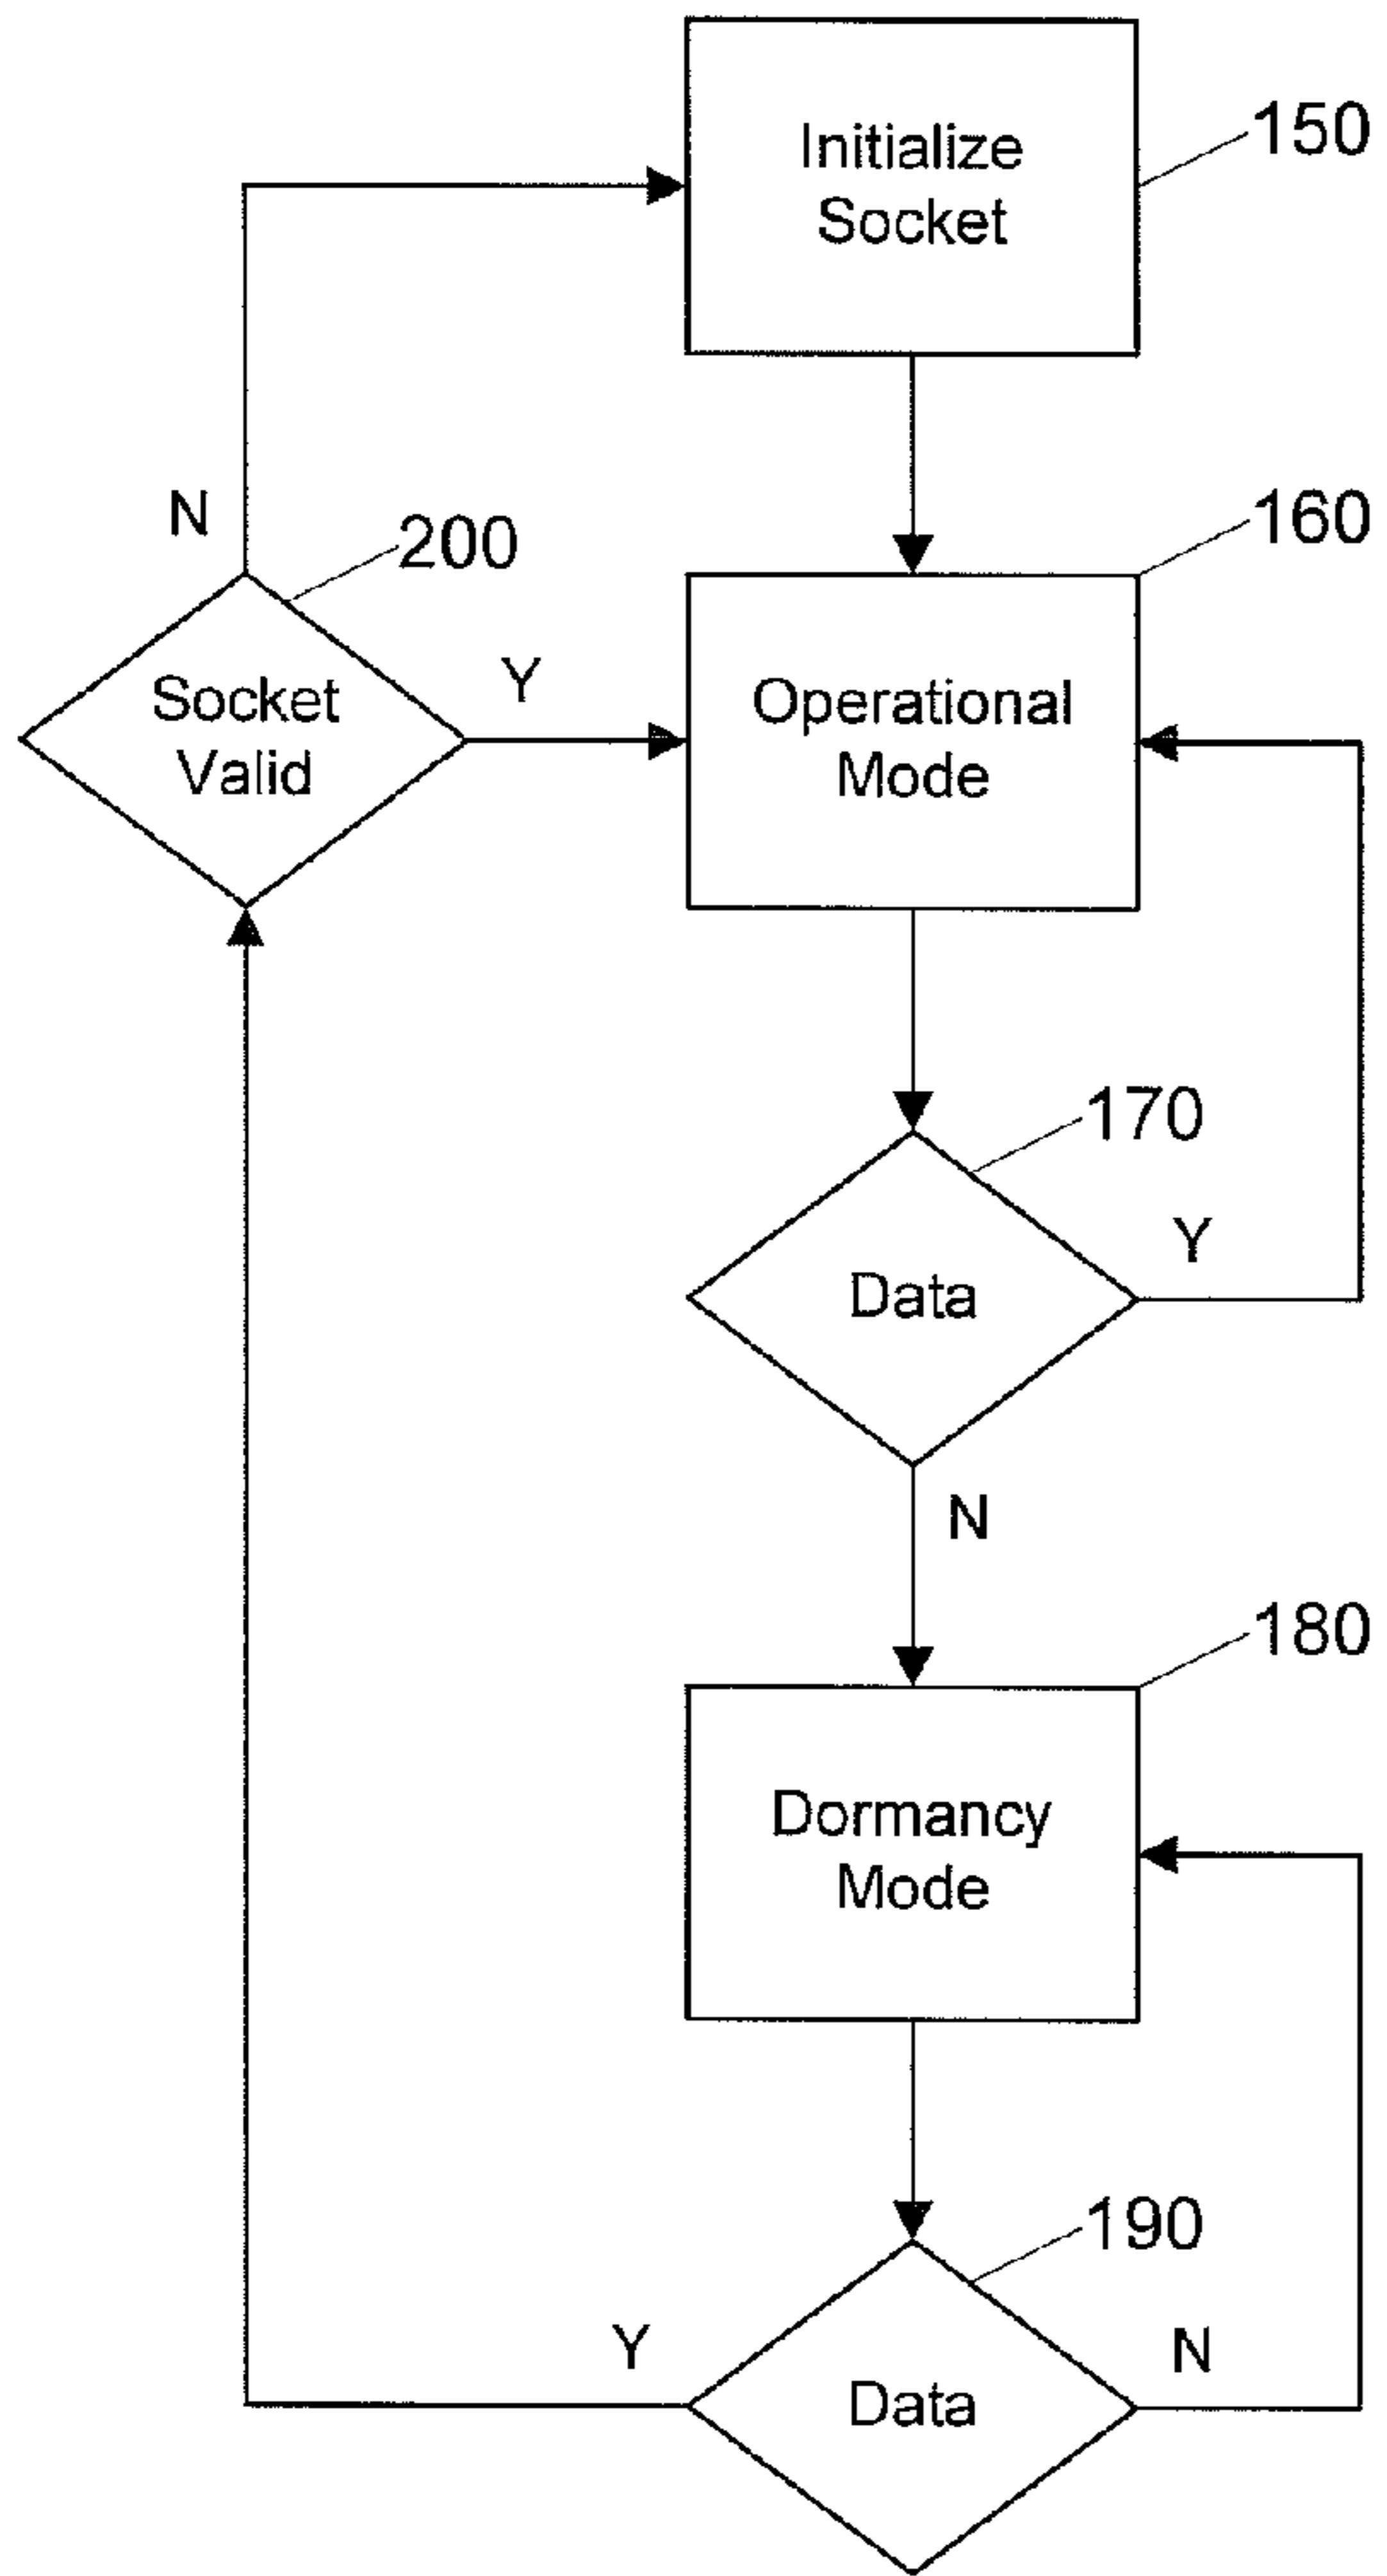 Initialize
Socket
150
N
200
160
Socket
Valid
Y
Operational
Mode
170
Data
Y
N
180
Dormancy
Mode
190
Y
Data
N